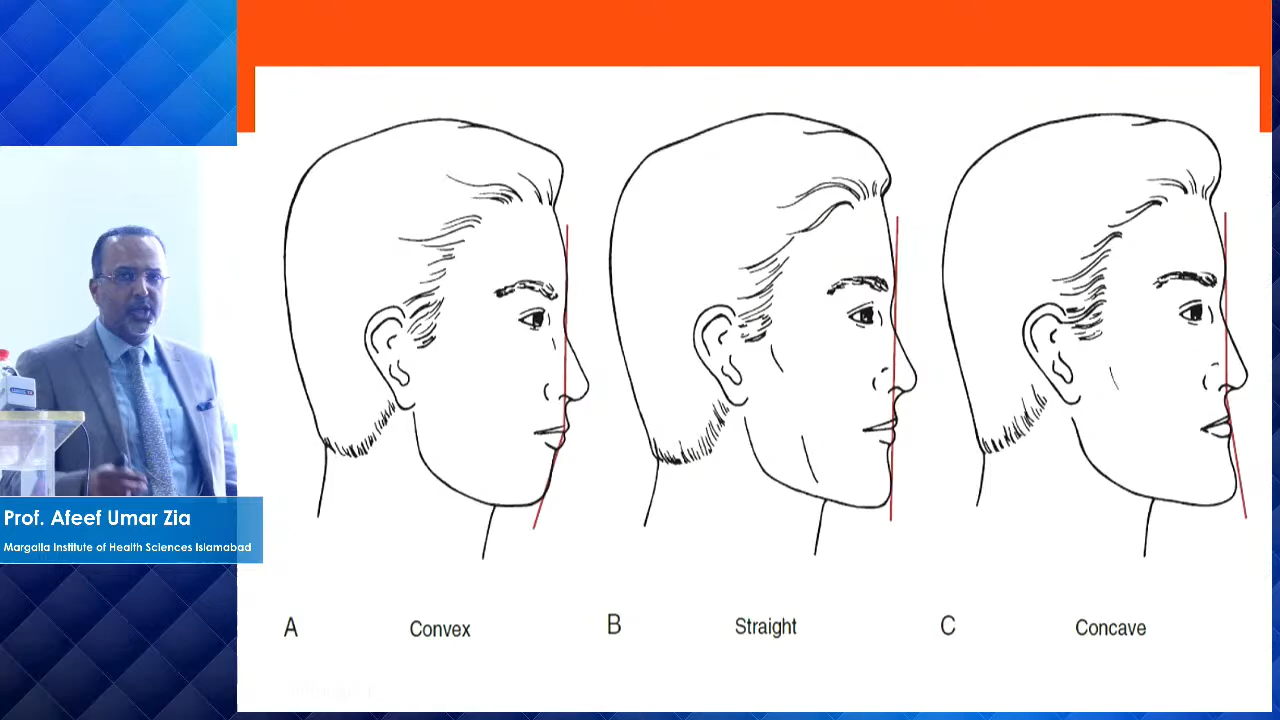 Prof. Afeef Umar Zia
Margalla Institute of Health Sciences Islamabad
A Convex
B Straight
C Concave